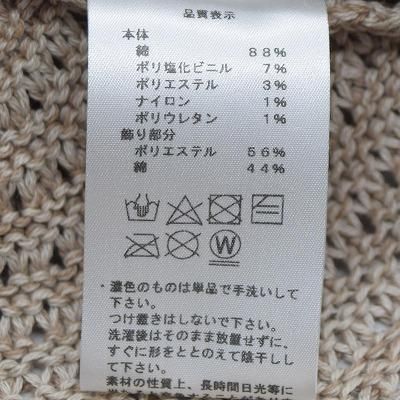 品質表示
本体
綿 88%
ポリ塩化ビニル 7%
ポリエステル 3%
ナイロン 1%
ポリウレタン 1%
飾り部分
ポリエステル 56%
綿 44%
W
・濃色のものは単品で手洗いして
下さい。
つけ置きはしないで下さい。
洗濯後はそのまま放置せずに、
すぐに形をととのえて陰干しし
て下さい。
素材の性質上、長時間日光等に